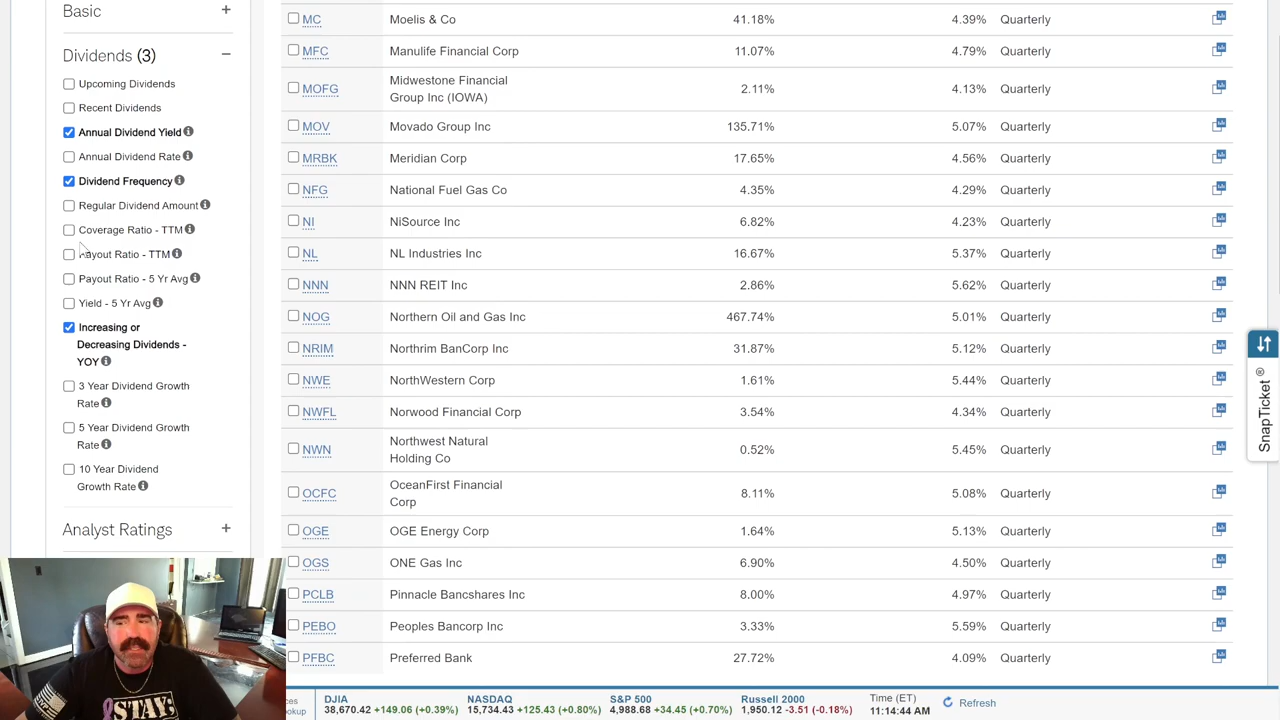 Basic +
Dividends (3) −
Upcoming Dividends
Recent Dividends
Annual Dividend Yield
Annual Dividend Rate
Dividend Frequency
Regular Dividend Amount
Coverage Ratio - TTM
Payout Ratio - TTM
Payout Ratio - 5 Yr Avg
Yield - 5 Yr Avg
Increasing or
Decreasing Dividends -
YOY
3 Year Dividend Growth
Rate
5 Year Dividend Growth
Rate
10 Year Dividend
Growth Rate
Analyst Ratings +
MC Moelis & Co 41.18% 4.39% Quarterly
MFC Manulife Financial Corp 11.07% 4.79% Quarterly
MOFG Midwestone Financial
Group Inc (IOWA) 2.11% 4.13% Quarterly
MOV Movado Group Inc 135.71% 5.07% Quarterly
MRBK Meridian Corp 17.65% 4.56% Quarterly
NFG National Fuel Gas Co 4.35% 4.29% Quarterly
NI NiSource Inc 6.82% 4.23% Quarterly
NL NL Industries Inc 16.67% 5.37% Quarterly
NNN NNN REIT Inc 2.86% 5.62% Quarterly
NOG Northern Oil and Gas Inc 467.74% 5.01% Quarterly
NRIM Northrim BanCorp Inc 31.87% 5.12% Quarterly
NWE NorthWestern Corp 1.61% 5.44% Quarterly
NWFL Norwood Financial Corp 3.54% 4.34% Quarterly
NWN Northwest Natural
Holding Co 0.52% 5.45% Quarterly
OCFC OceanFirst Financial
Corp 8.11% 5.08% Quarterly
OGE OGE Energy Corp 1.64% 5.13% Quarterly
OGS ONE Gas Inc 6.90% 4.50% Quarterly
PCLB Pinnacle Bancshares Inc 8.00% 4.97% Quarterly
PEBO Peoples Bancorp Inc 3.33% 5.59% Quarterly
PFBC Preferred Bank 27.72% 4.09% Quarterly
SnapTicket ®
DJIA NASDAQ S&P 500 Russell 2000 Time (ET) Refresh
38,670.42 +149.06 (+0.39%) 15,734.43 +125.43 (+0.80%) 4,988.68 +34.45 (+0.70%) 1,950.12 -3.51 (-0.18%) 11:14:44 AM
STAY